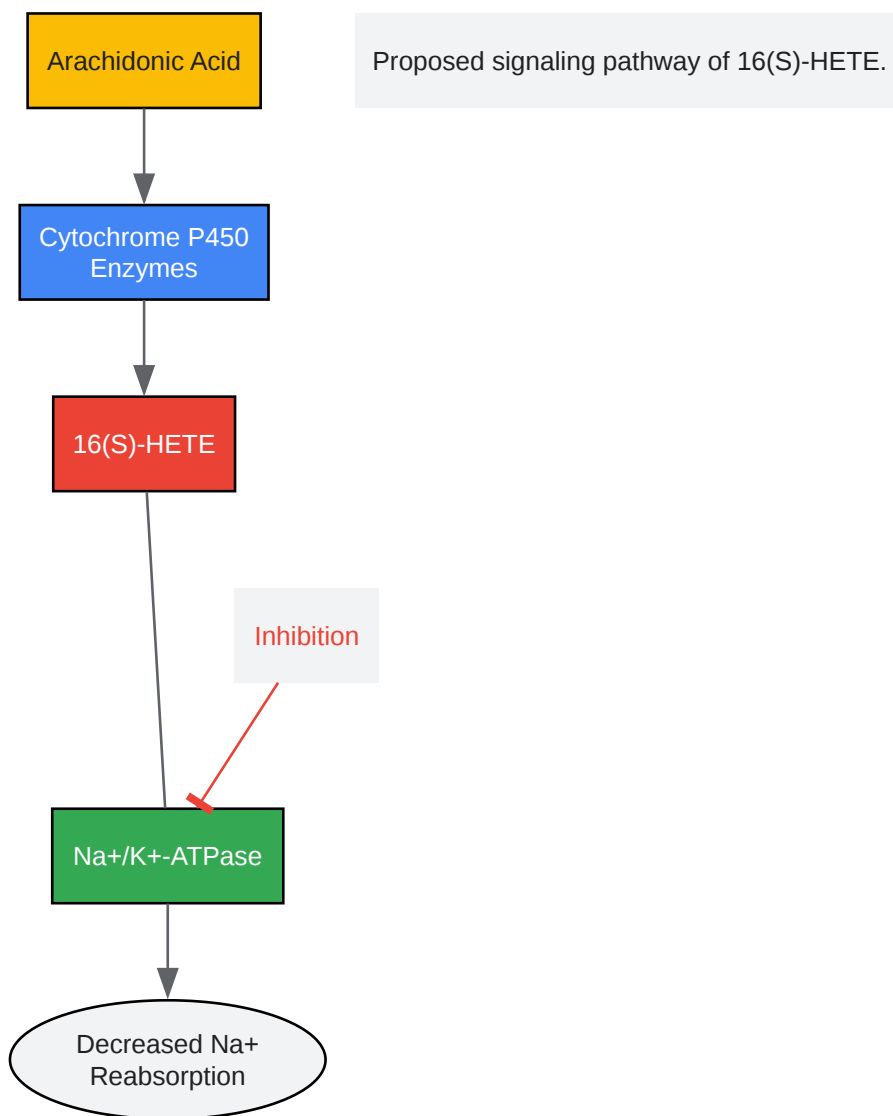 Arachidonic Acid
Proposed signaling pathway of 16(S)-HETE.
Cytochrome P450
Enzymes
16(S)-HETE
Inhibition
Na+/K+-ATPase
Decreased Na+
Reabsorption